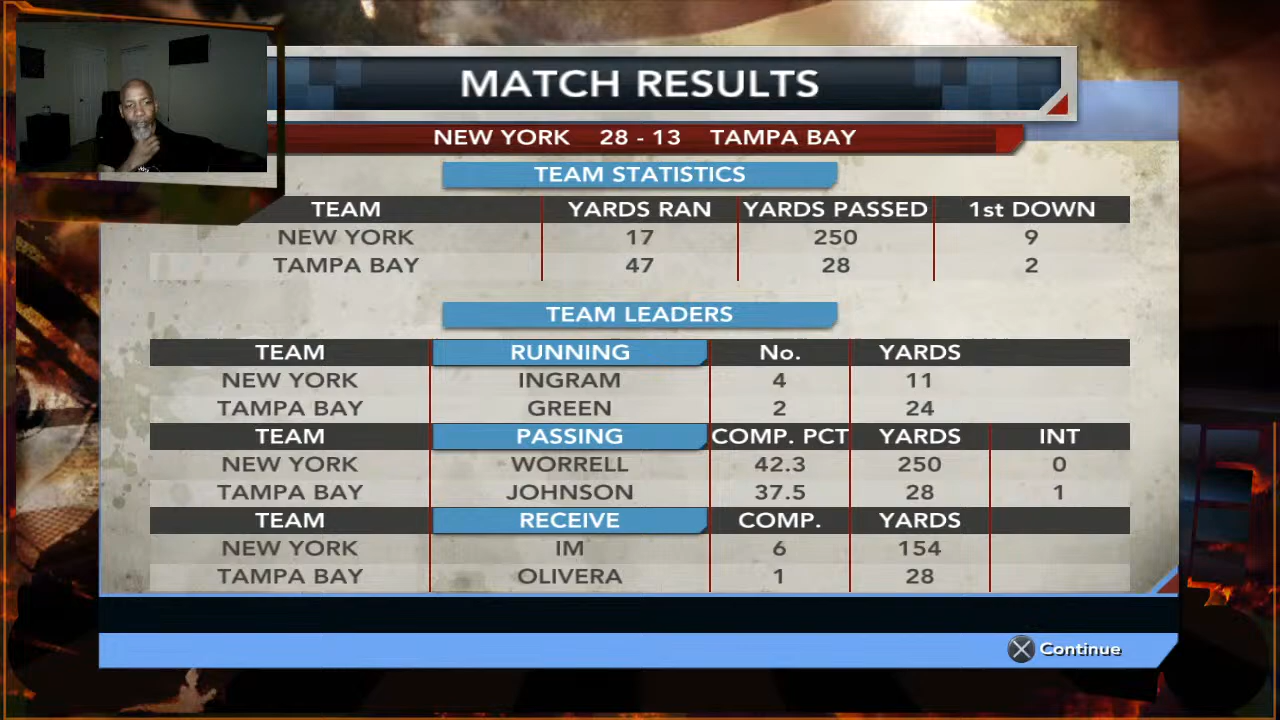 MATCH RESULTS
NEW YORK 28 - 13 TAMPA BAY
TEAM STATISTICS
TEAM YARDS RAN YARDS PASSED 1st DOWN
NEW YORK 17 250 9
TAMPA BAY 47 28 2
TEAM LEADERS
TEAM RUNNING No. YARDS
NEW YORK INGRAM 4 11
TAMPA BAY GREEN 2 24
TEAM PASSING COMP. PCT YARDS INT
NEW YORK WORRELL 42.3 250 0
TAMPA BAY JOHNSON 37.5 28 1
TEAM RECEIVE COMP. YARDS
NEW YORK IM 6 154
TAMPA BAY OLIVERA 1 28
Continue